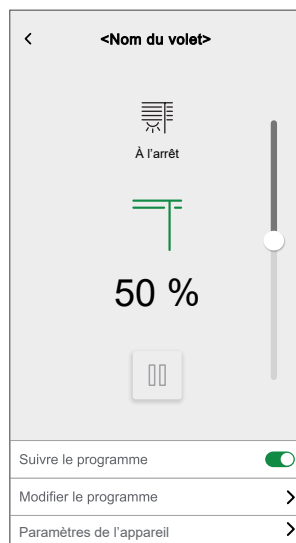 <Nom du volet>
À l'arrêt
50 %
Suivre le programme
Modifier le programme
Paramètres de l'appareil